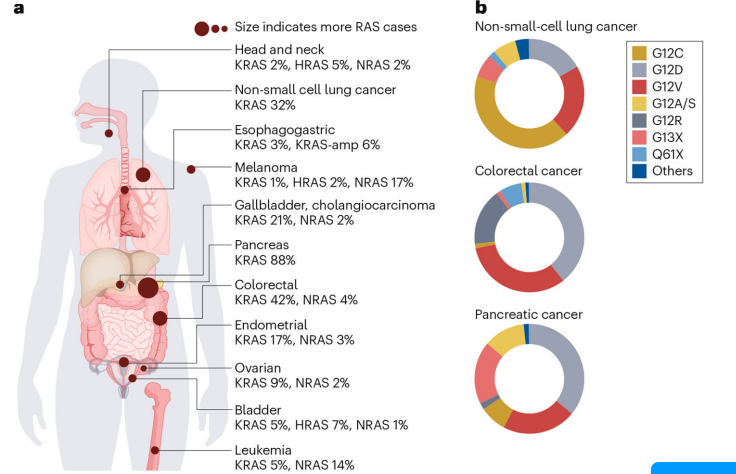 a
Size indicates more RAS cases
Head and neck
KRAS 2%, HRAS 5%, NRAS 2%
Non-small cell lung cancer
KRAS 32%
Esophagogastric
KRAS 3%, KRAS-amp 6%
Melanoma
KRAS 1%, HRAS 2%, NRAS 17%
Gallbladder, cholangiocarcinoma
KRAS 21%, NRAS 2%
Pancreas
KRAS 88%
Colorectal
KRAS 42%, NRAS 4%
Endometrial
KRAS 17%, NRAS 3%
Ovarian
KRAS 9%, NRAS 2%
Bladder
KRAS 5%, HRAS 7%, NRAS 1%
Leukemia
KRAS 5%, NRAS 14%
b
Non-small-cell lung cancer
G12C
G12D
G12V
G12A/S
G12R
G13X
Q61X
Others
Colorectal cancer
Pancreatic cancer